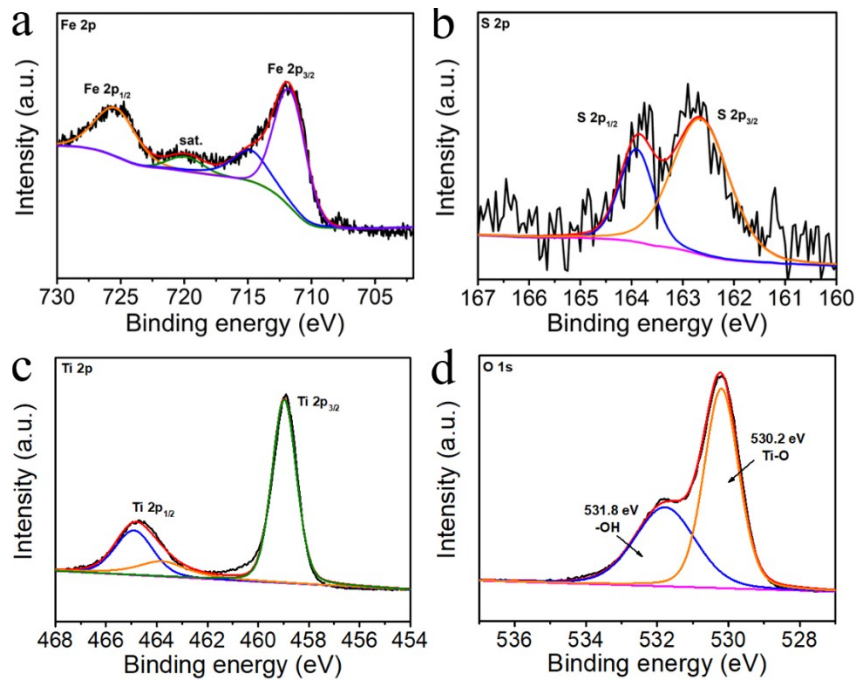 a
Fe 2p
Fe 2p1/2
sat.
Fe 2p3/2
Intensity (a.u.)
730 725 720 715 710 705
Binding energy (eV)
b
S 2p
S 2p1/2
S 2p3/2
Intensity (a.u.)
167 166 165 164 163 162 161 160
Binding energy (eV)
c
Ti 2p
Ti 2p3/2
Ti 2p1/2
Intensity (a.u.)
468 466 464 462 460 458 456 454
Binding energy (eV)
d
O 1s
530.2 eV
Ti-O
531.8 eV
-OH
Intensity (a.u.)
536 534 532 530 528
Binding energy (eV)